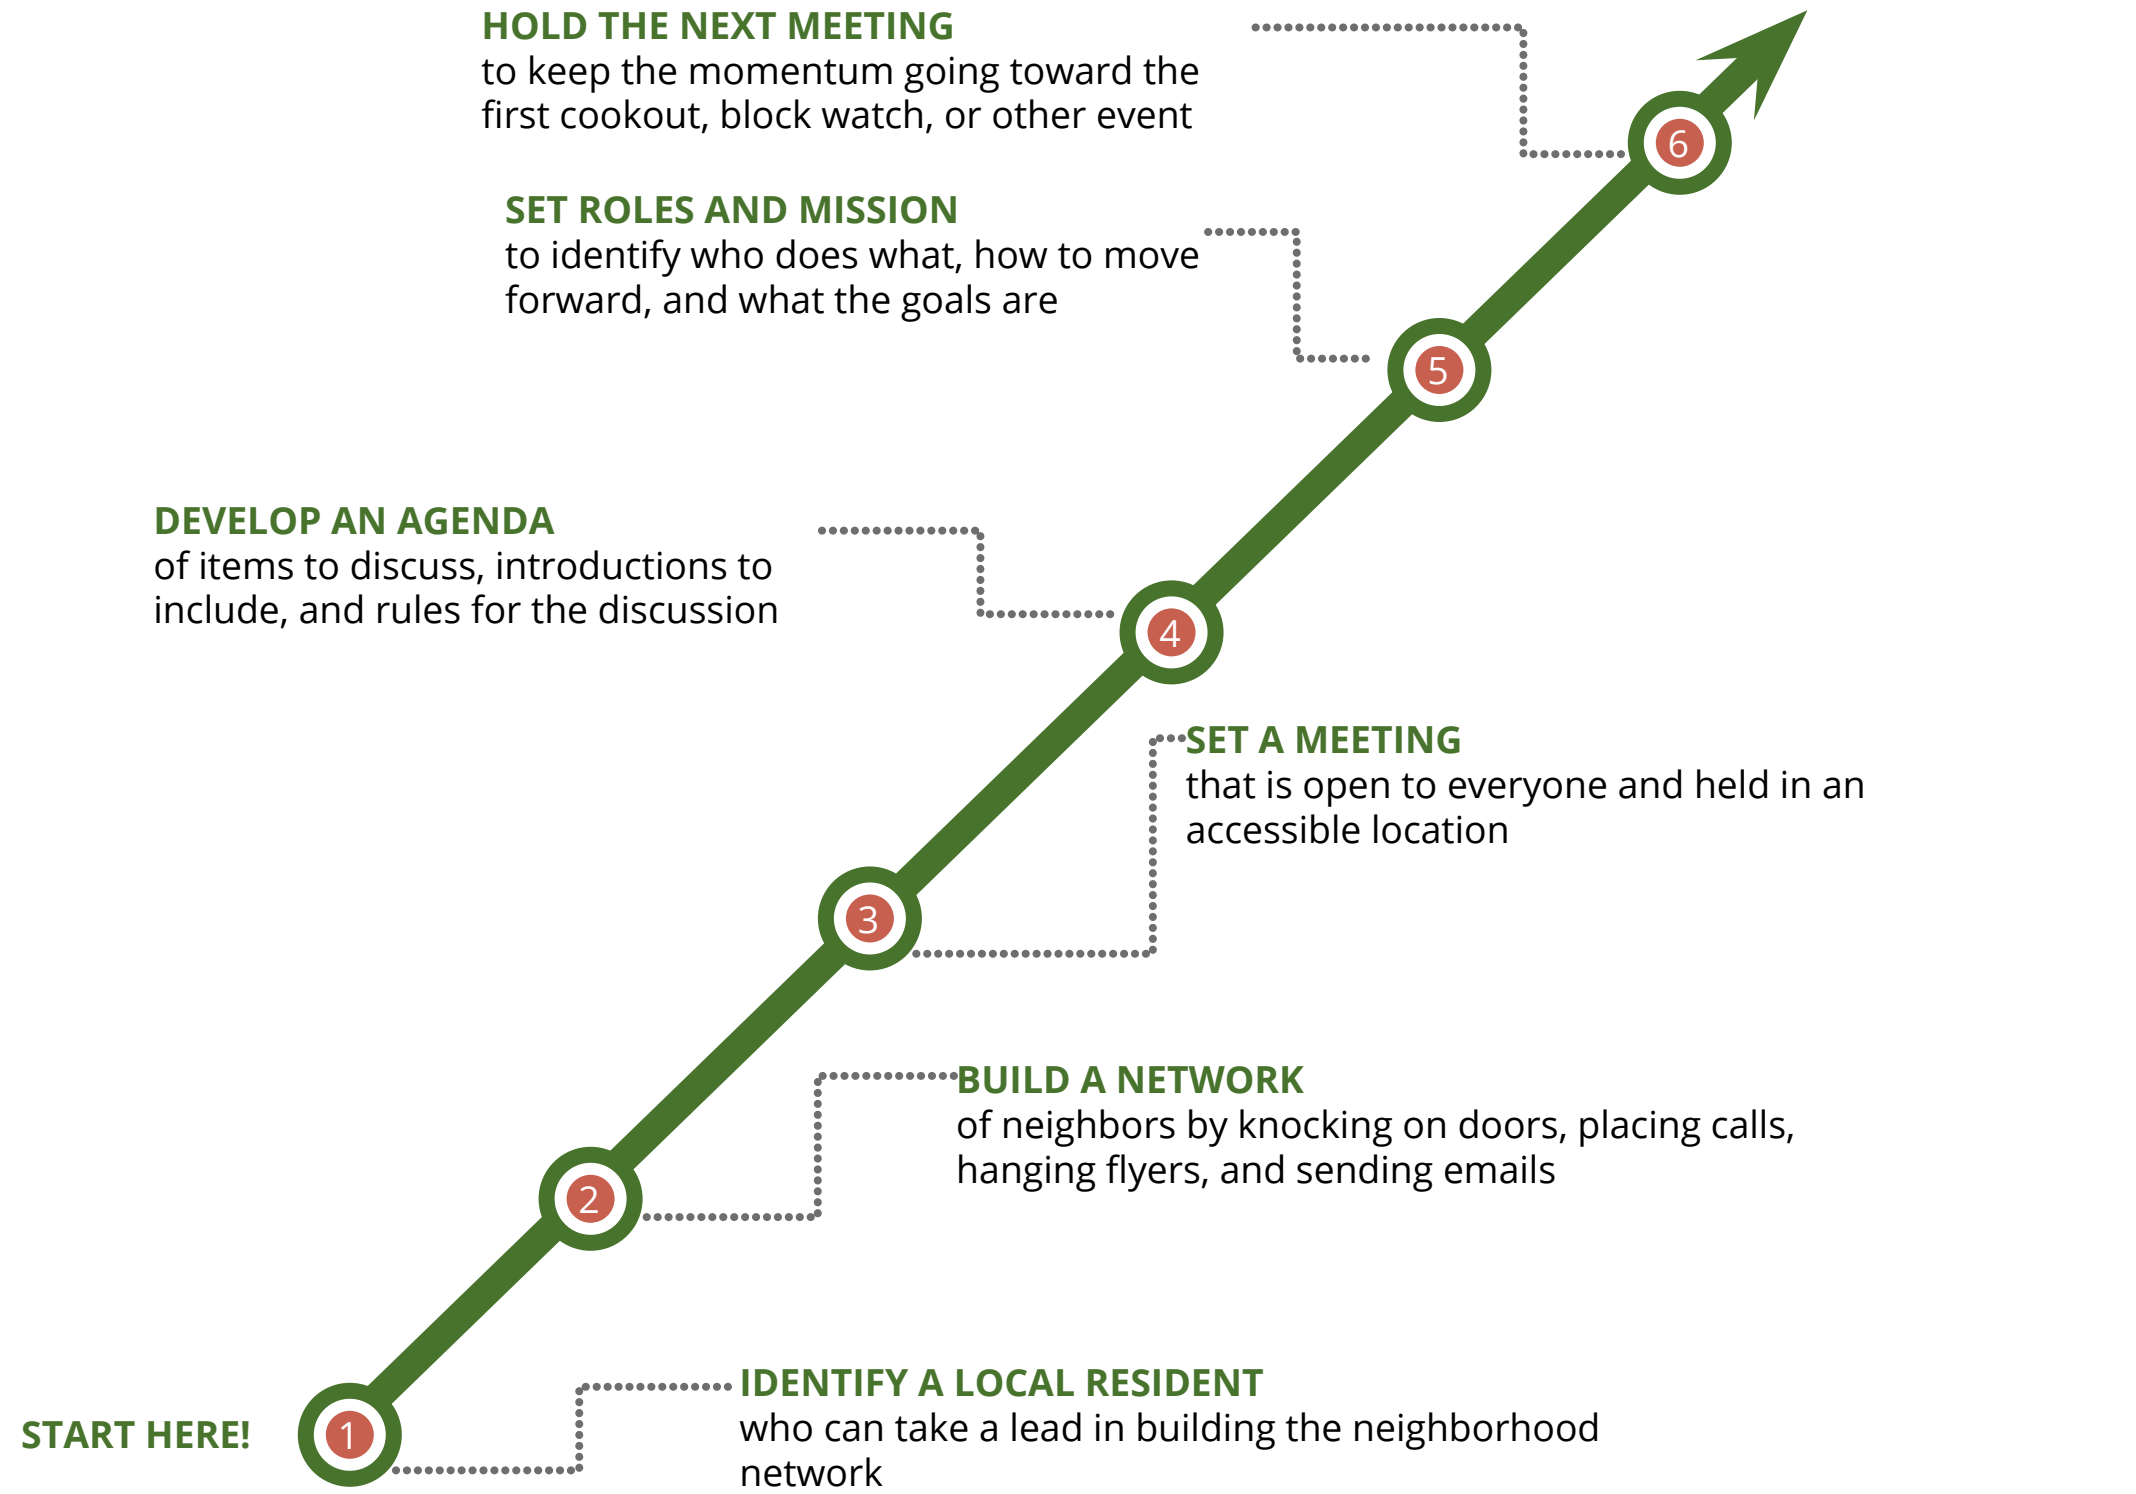 HOLD THE NEXT MEETING
to keep the momentum going toward the
first cookout, block watch, or other event
6
SET ROLES AND MISSION
to identify who does what, how to move
forward, and what the goals are
5
DEVELOP AN AGENDA
of items to discuss, introductions to
include, and rules for the discussion
4
SET A MEETING
that is open to everyone and held in an
accessible location
3
BUILD A NETWORK
of neighbors by knocking on doors, placing calls,
hanging flyers, and sending emails
2
IDENTIFY A LOCAL RESIDENT
who can take a lead in building the neighborhood
network
START HERE!
1